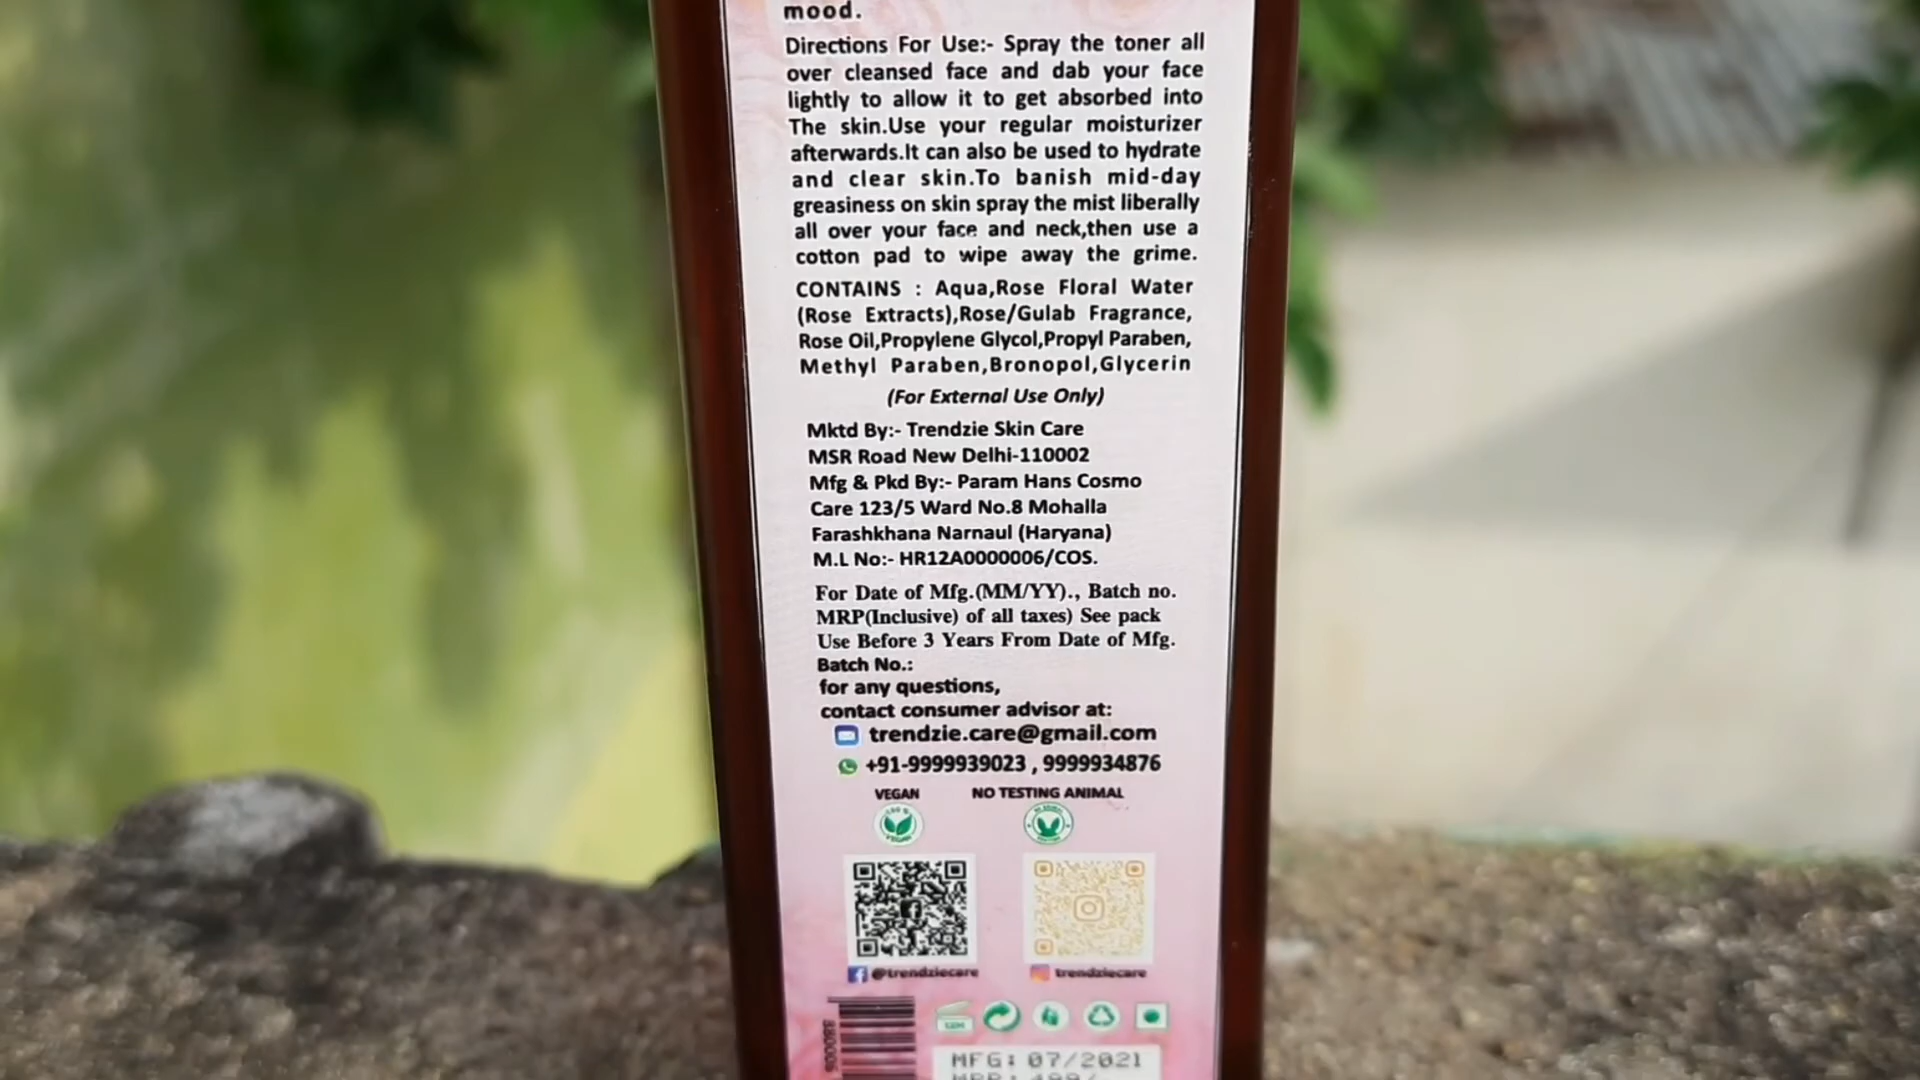 mood.
Directions For Use:- Spray the toner all
over cleansed face and dab your face
lightly to allow it to get absorbed into
The skin.Use your regular moisturizer
afterwards.It can also be used to hydrate
and clear skin.To banish mid-day
greasiness on skin spray the mist liberally
all over your face and neck,then use a
cotton pad to wipe away the grime.
CONTAINS : Aqua,Rose Floral Water
(Rose Extracts),Rose/Gulab Fragrance,
Rose Oil,Propylene Glycol,Propyl Paraben,
Methyl Paraben,Bronopol,Glycerin
(For External Use Only)
Mktd By:- Trendzie Skin Care
MSR Road New Delhi-110002
Mfg & Pkd By:- Param Hans Cosmo
Care 123/5 Ward No.8 Mohalla
Farashkhana Narnaul (Haryana)
M.L No:- HR12A0000006/COS.
For Date of Mfg.(MM/YY)., Batch no.
MRP(Inclusive) of all taxes) See pack
Use Before 3 Years From Date of Mfg.
Batch No.:
for any questions,
contact consumer advisor at:
trendzie.care@gmail.com
+91-9999939023 , 9999934876
VEGAN NO TESTING ANIMAL
@trendziecare trendziecare
MFG: 07/2021